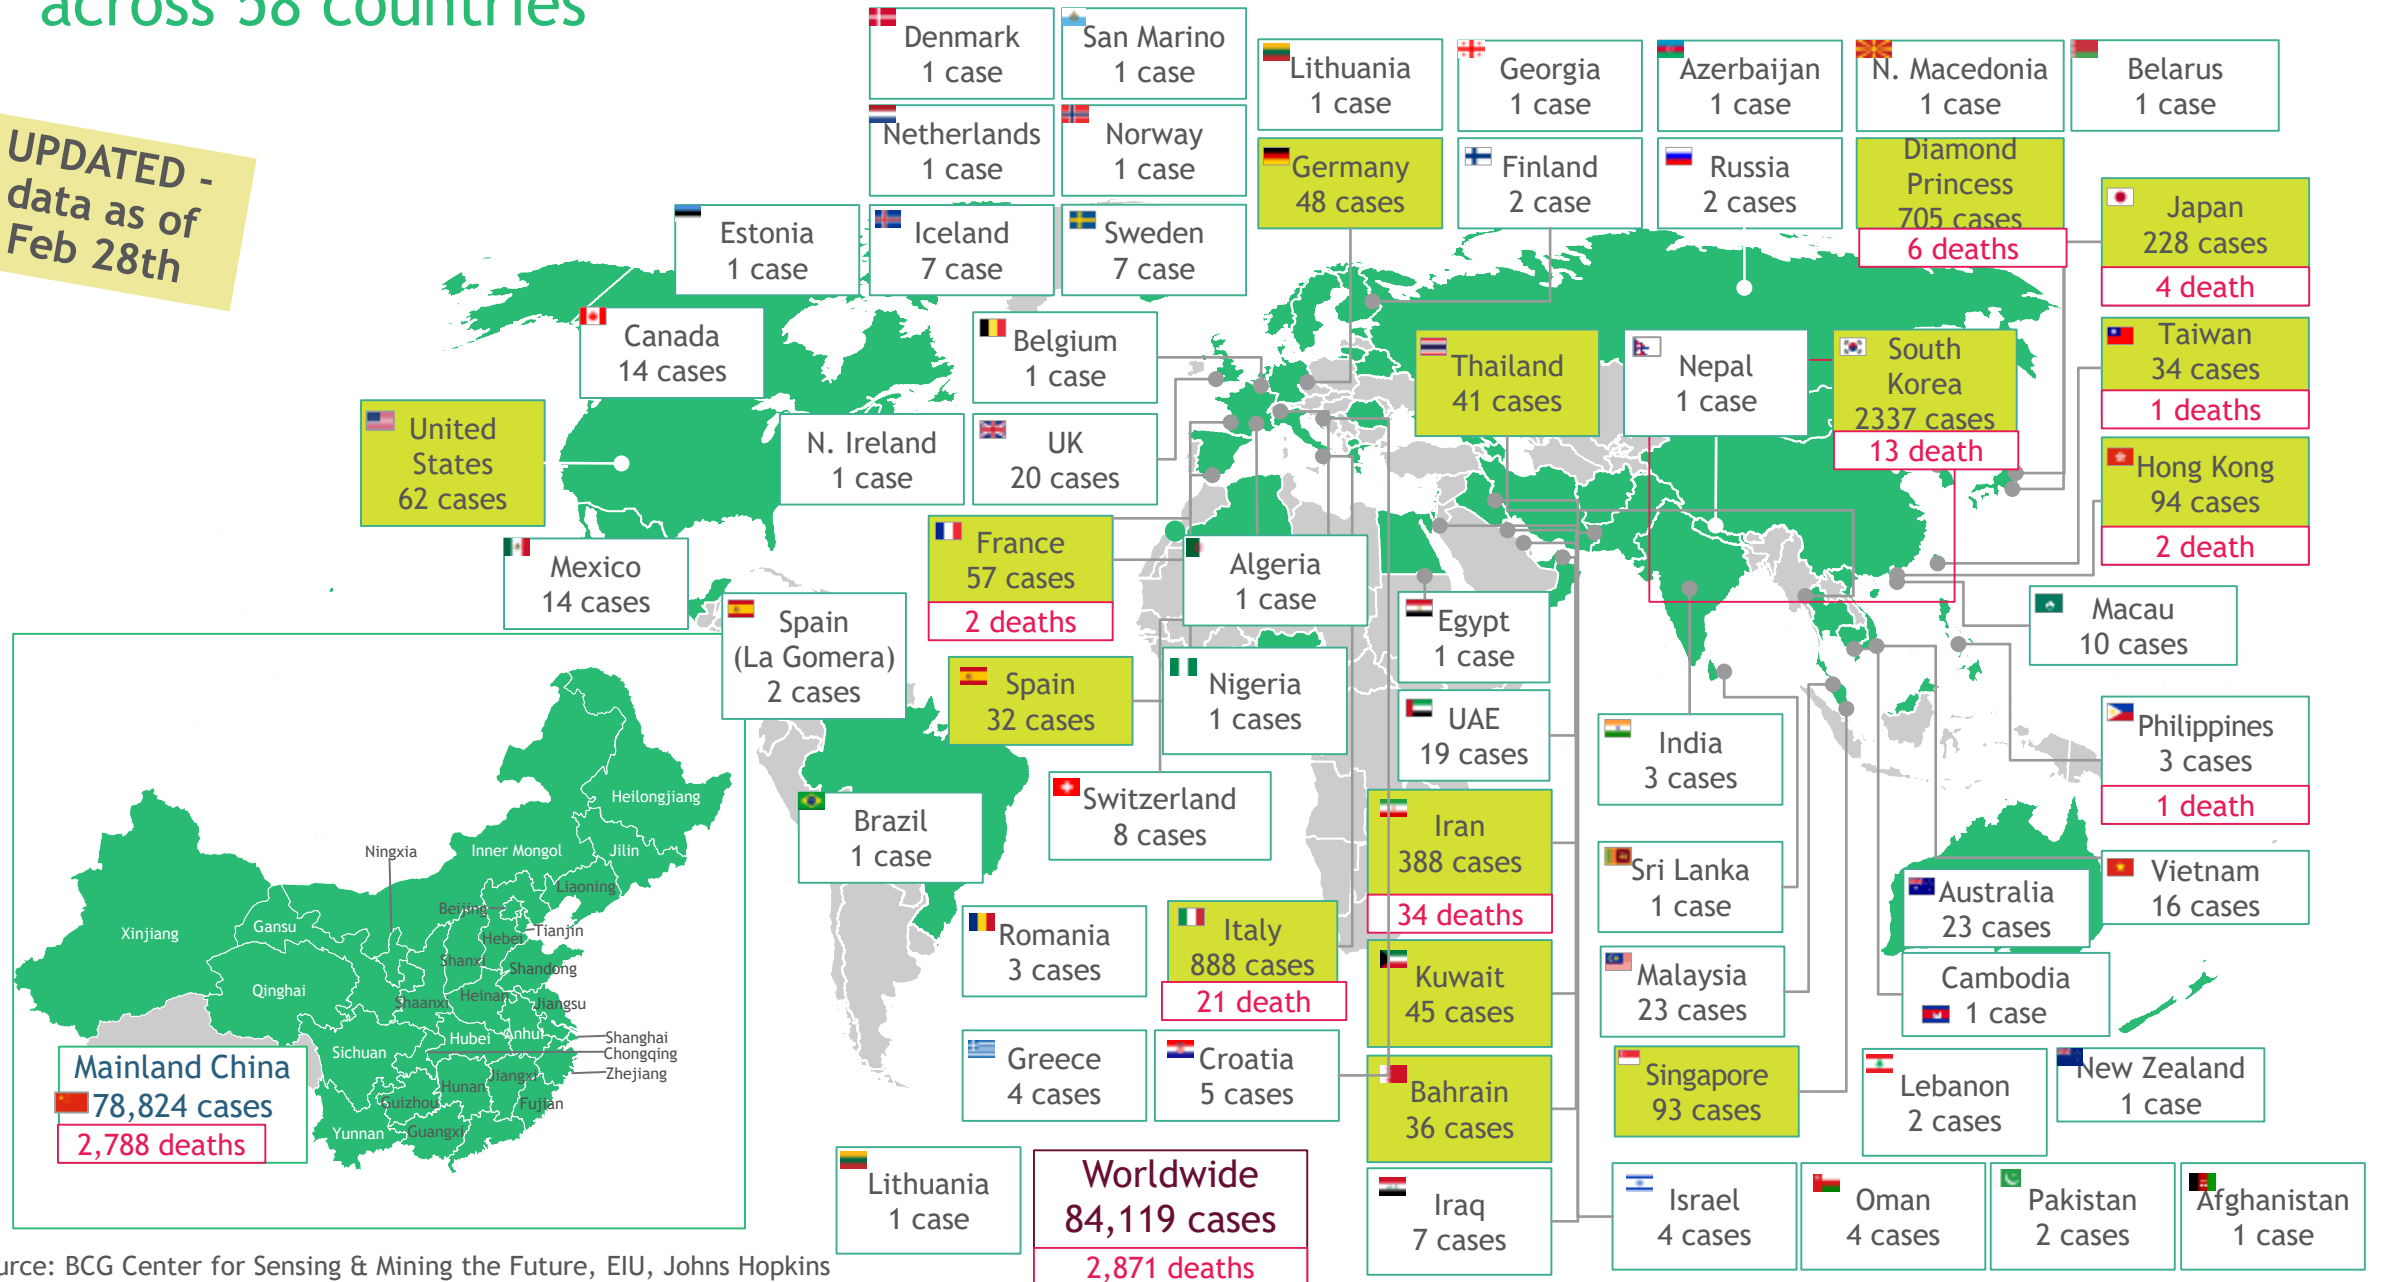 across 58 countries
UPDATED -
data as of
Feb 28th
Denmark
1 case
San Marino
1 case
Lithuania
1 case
Georgia
1 case
Azerbaijan
1 case
N. Macedonia
1 case
Belarus
1 case
Netherlands
1 case
Norway
1 case
Germany
48 cases
Finland
2 case
Russia
2 cases
Diamond
Princess
705 cases
6 deaths
Japan
228 cases
4 death
Estonia
1 case
Iceland
7 case
Sweden
7 case
Canada
14 cases
Belgium
1 case
Thailand
41 cases
Nepal
1 case
South
Korea
2337 cases
13 death
Taiwan
34 cases
1 deaths
United
States
62 cases
N. Ireland
1 case
UK
20 cases
Hong Kong
94 cases
2 death
Mexico
14 cases
France
57 cases
2 deaths
Algeria
1 case
Egypt
1 case
Macau
10 cases
Spain
(La Gomera)
2 cases
Spain
32 cases
Nigeria
1 cases
UAE
19 cases
India
3 cases
Philippines
3 cases
1 death
Brazil
1 case
Switzerland
8 cases
Iran
388 cases
34 deaths
Sri Lanka
1 case
Australia
23 cases
Vietnam
16 cases
Romania
3 cases
Italy
888 cases
21 death
Kuwait
45 cases
Malaysia
23 cases
Cambodia
1 case
Greece
4 cases
Croatia
5 cases
Bahrain
36 cases
Singapore
93 cases
Lebanon
2 cases
New Zealand
1 case
Heilongjiang
Ningxia
Inner Mongol
Jilin
Liaoning
Beijing
Tianjin
Hebei
Xinjiang
Gansu
Shanxi
Shandong
Qinghai
Shaanxi
Heinan
Jiangsu
Hubei
Anhui
Shanghai
Sichuan
Chongqing
Zhejiang
Jiangxi
Hunan
Guizhou
Fujian
Yunnan
Guangxi
Mainland China
78,824 cases
2,788 deaths
Lithuania
1 case
Worldwide
84,119 cases
2,871 deaths
Iraq
7 cases
Israel
4 cases
Oman
4 cases
Pakistan
2 cases
Afghanistan
1 case
urce: BCG Center for Sensing & Mining the Future, EIU, Johns Hopkins